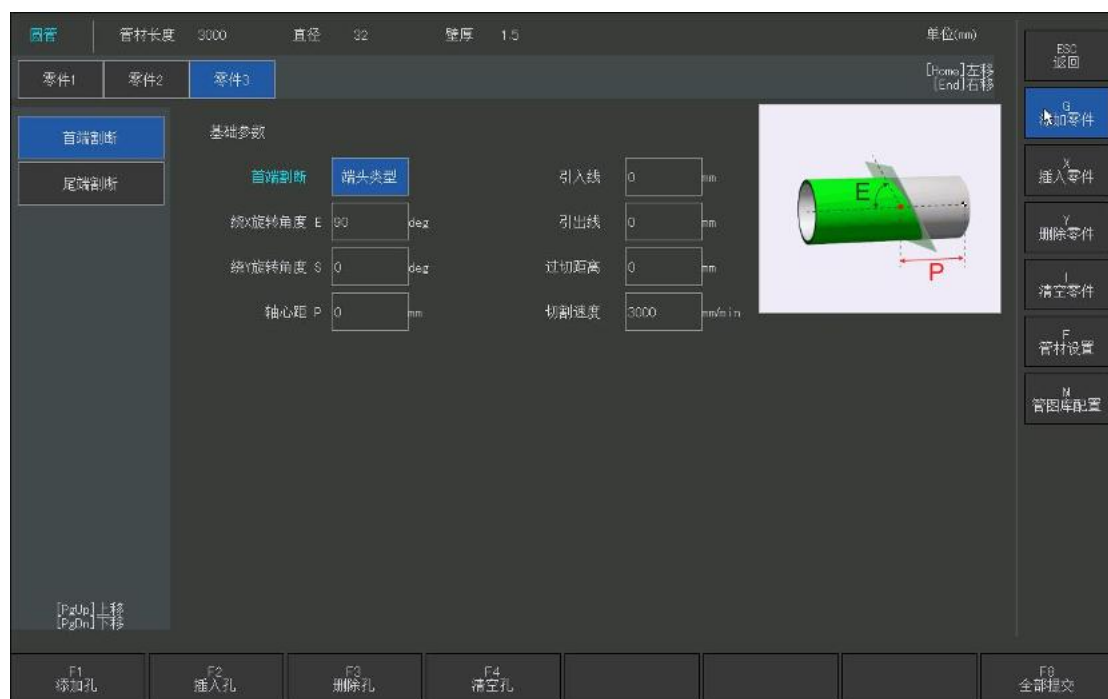 圆管 管材长度 3000 直径 32 壁厚 1.5 单位(mm)
零件1 零件2 零件3
[Home]左移
[End]右移
首端割断
尾端割断
基础参数
首端割断 端头类型 引入线 0 mm
绕X旋转角度 E 90 deg 引出线 0 mm
绕Y旋转角度 S 0 deg 过切距离 0 mm
轴心距 P 0 mm 切割速度 3000 mm/min
E
P
[PgUp]上移
[PgDn]下移
ESC
返回
G
添加零件
X
插入零件
Y
删除零件
I
清空零件
F
管材设置
N
管图库配置
F1
添加孔
F2
插入孔
F3
删除孔
F4
清空孔
F8
全部提交